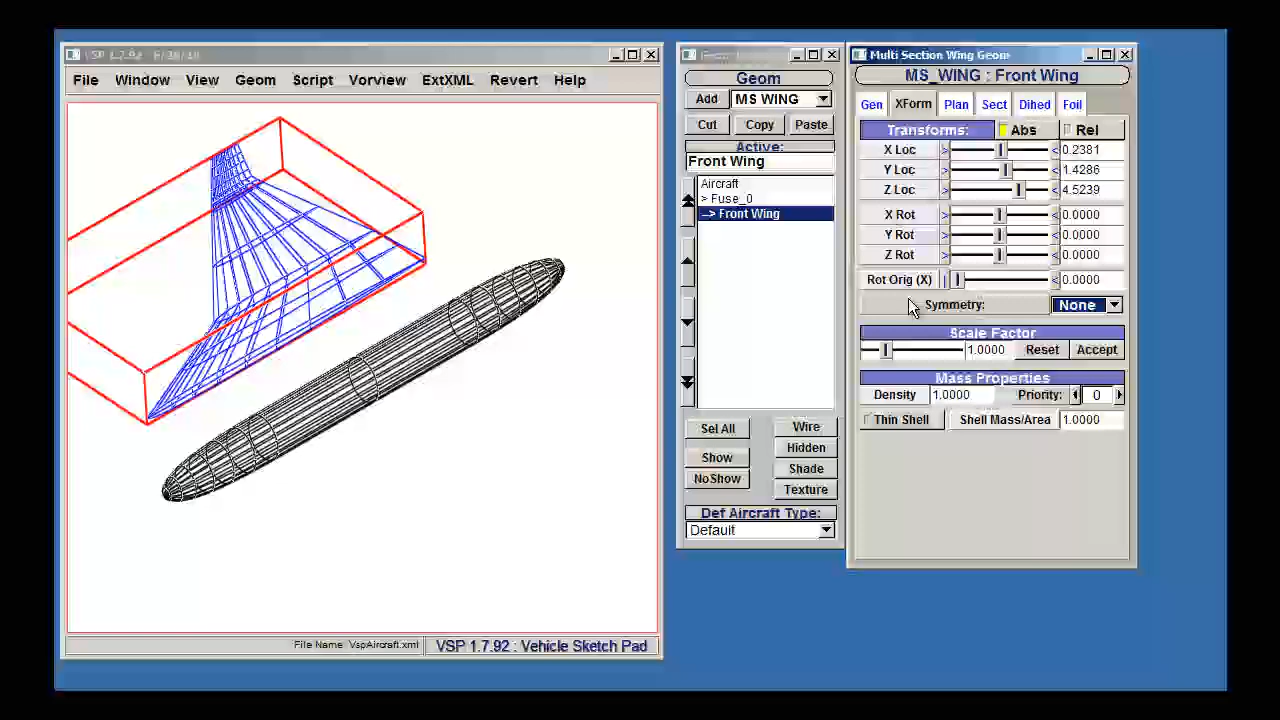 VSP 1.7.92
File Window View Geom Script Vorview ExtXML Revert Help
File Name: VspAircraft.xml
VSP 1.7.92 : Vehicle Sketch Pad
Geom
Add MS WING
Cut Copy Paste
Active:
Front Wing
Aircraft
> Fuse_0
--> Front Wing
Sel All
Show
NoShow
Wire
Hidden
Shade
Texture
Def Aircraft Type:
Default
Multi Section Wing Geom
MS_WING : Front Wing
Gen XForm Plan Sect Dihed Foil
Transforms: Abs Rel
X Loc > < 0.2381
Y Loc > < 1.4286
Z Loc > < 4.5239
X Rot > < 0.0000
Y Rot > < 0.0000
Z Rot > < 0.0000
Rot Orig (X) | < 0.0000
Symmetry: None
Scale Factor
1.0000 Reset Accept
Mass Properties
Density 1.0000 Priority: 0
Thin Shell Shell Mass/Area 1.0000